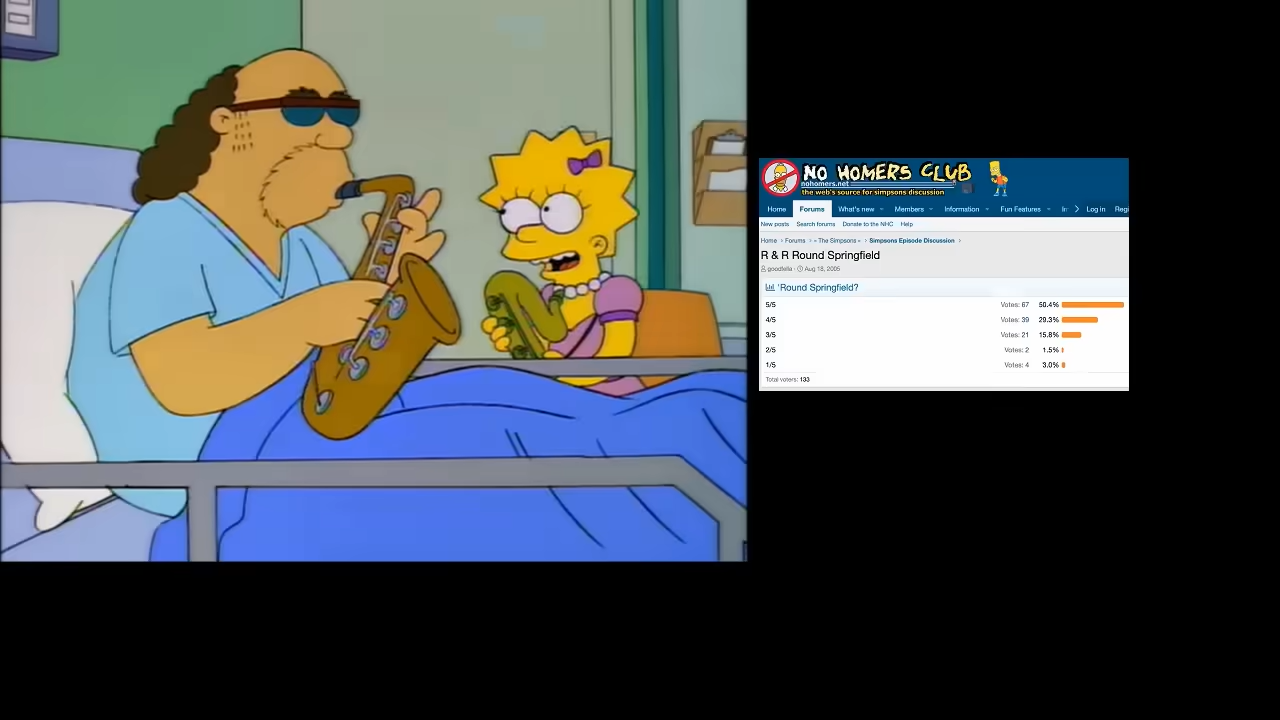 NO HOMERS CLUB
nohomers.net
the web's source for simpsons discussion
Home Forums What's new Members Information Fun Features In Log in Regi
New posts Search forums Donate to the NHC Help
Home › Forums › « The Simpsons » › Simpsons Episode Discussion ›
R & R Round Springfield
goodfella · Aug 18, 2005
'Round Springfield?
5/5 Votes: 67 50.4%
4/5 Votes: 39 29.3%
3/5 Votes: 21 15.8%
2/5 Votes: 2 1.5%
1/5 Votes: 4 3.0%
Total voters: 133